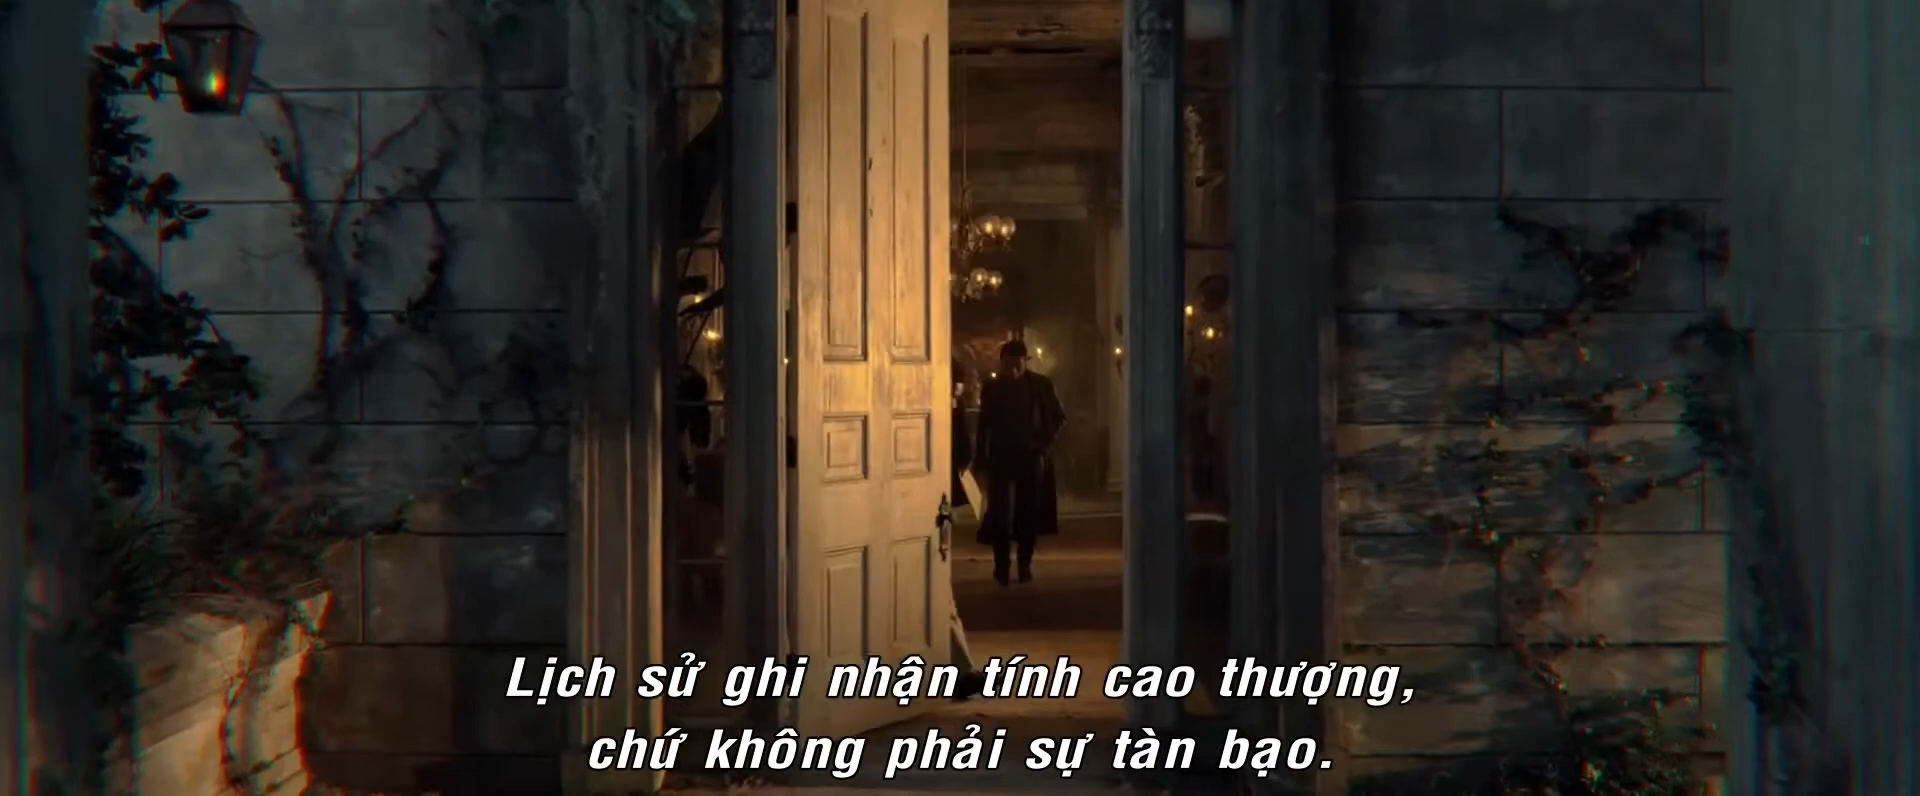 Lịch sử ghi nhận tính cao thượng,
chứ không phải sự tàn bạo.